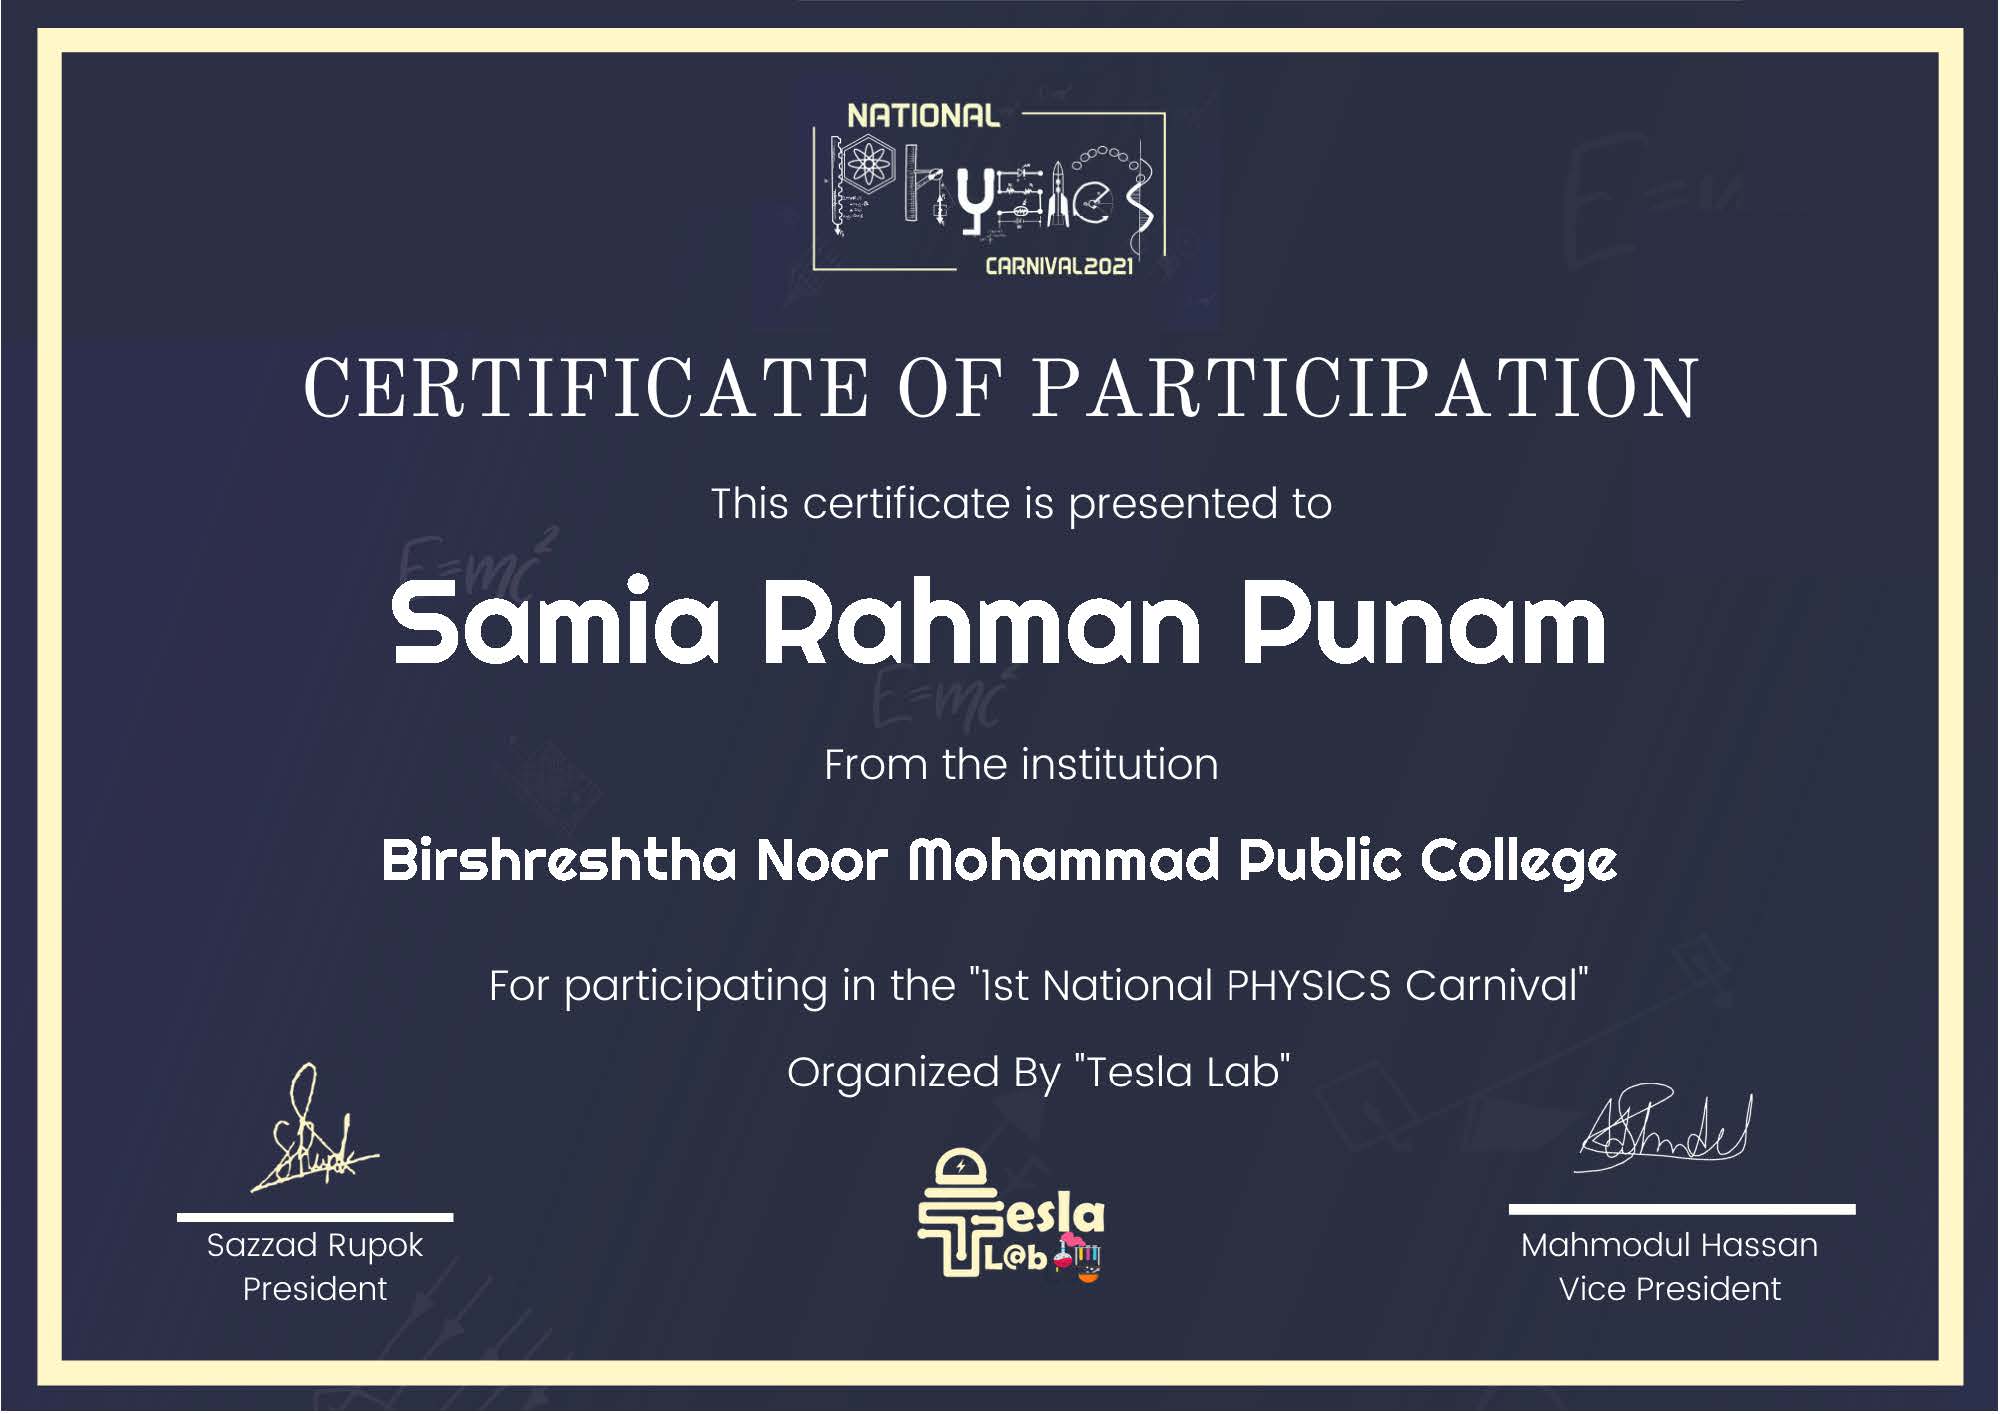 NATIONAL
Physics
CARNIVAL2021
CERTIFICATE OF PARTICIPATION
This certificate is presented to
E=mc²
Samia Rahman Punam
E=mc²
From the institution
Birshreshtha Noor Mohammad Public College
For participating in the "1st National PHYSICS Carnival"
Organized By "Tesla Lab"
Tesla
L@b
Sazzad Rupok
President
Mahmodul Hassan
Vice President